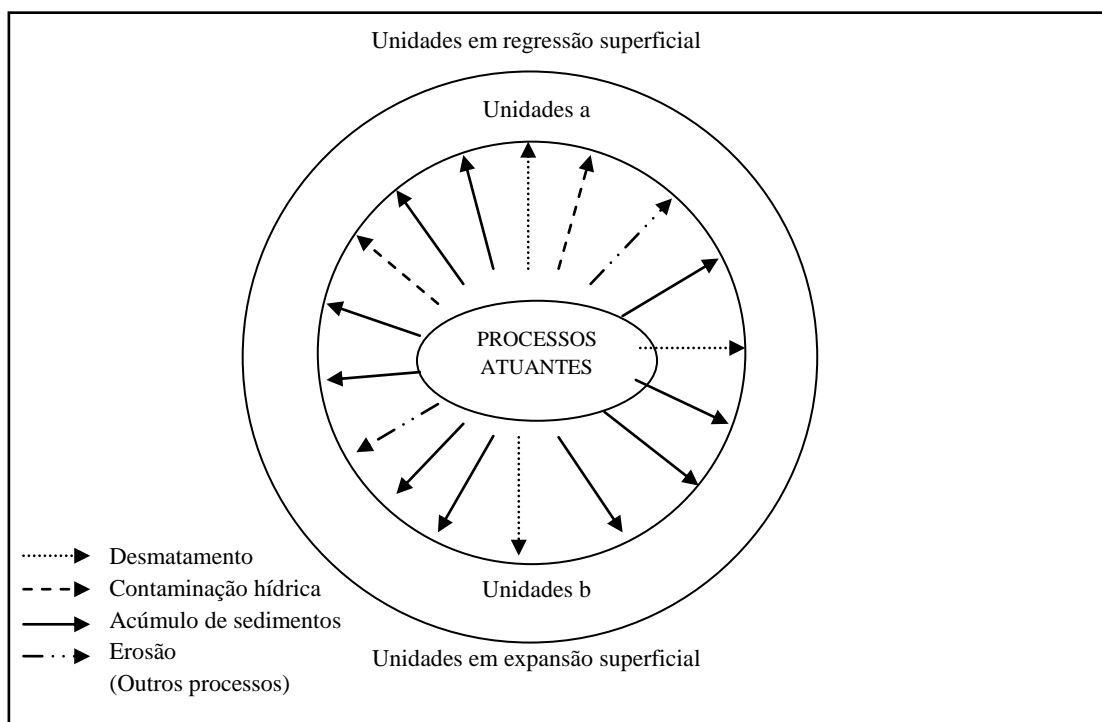 Unidades em regressão superficial
Unidades a
PROCESSOS
ATUANTES
Desmatamento
Contaminação hídrica
Acúmulo de sedimentos
Erosão
(Outros processos)
Unidades b
Unidades em expansão superficial